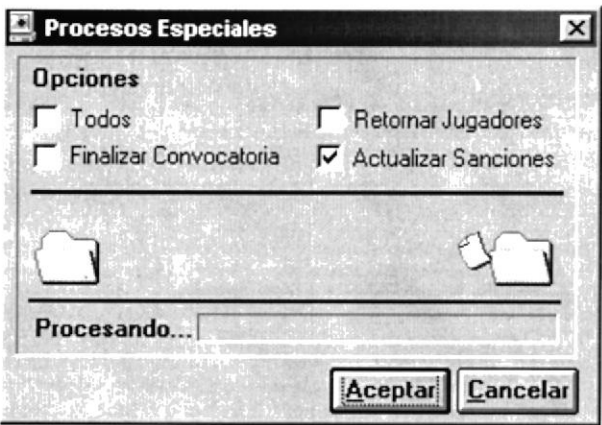 Procesos Especiales
Opciones
Todos
Retornar Jugadores
Finalizar Convocatoria
Actualizar Sanciones
Procesando...
Aceptar
Cancelar